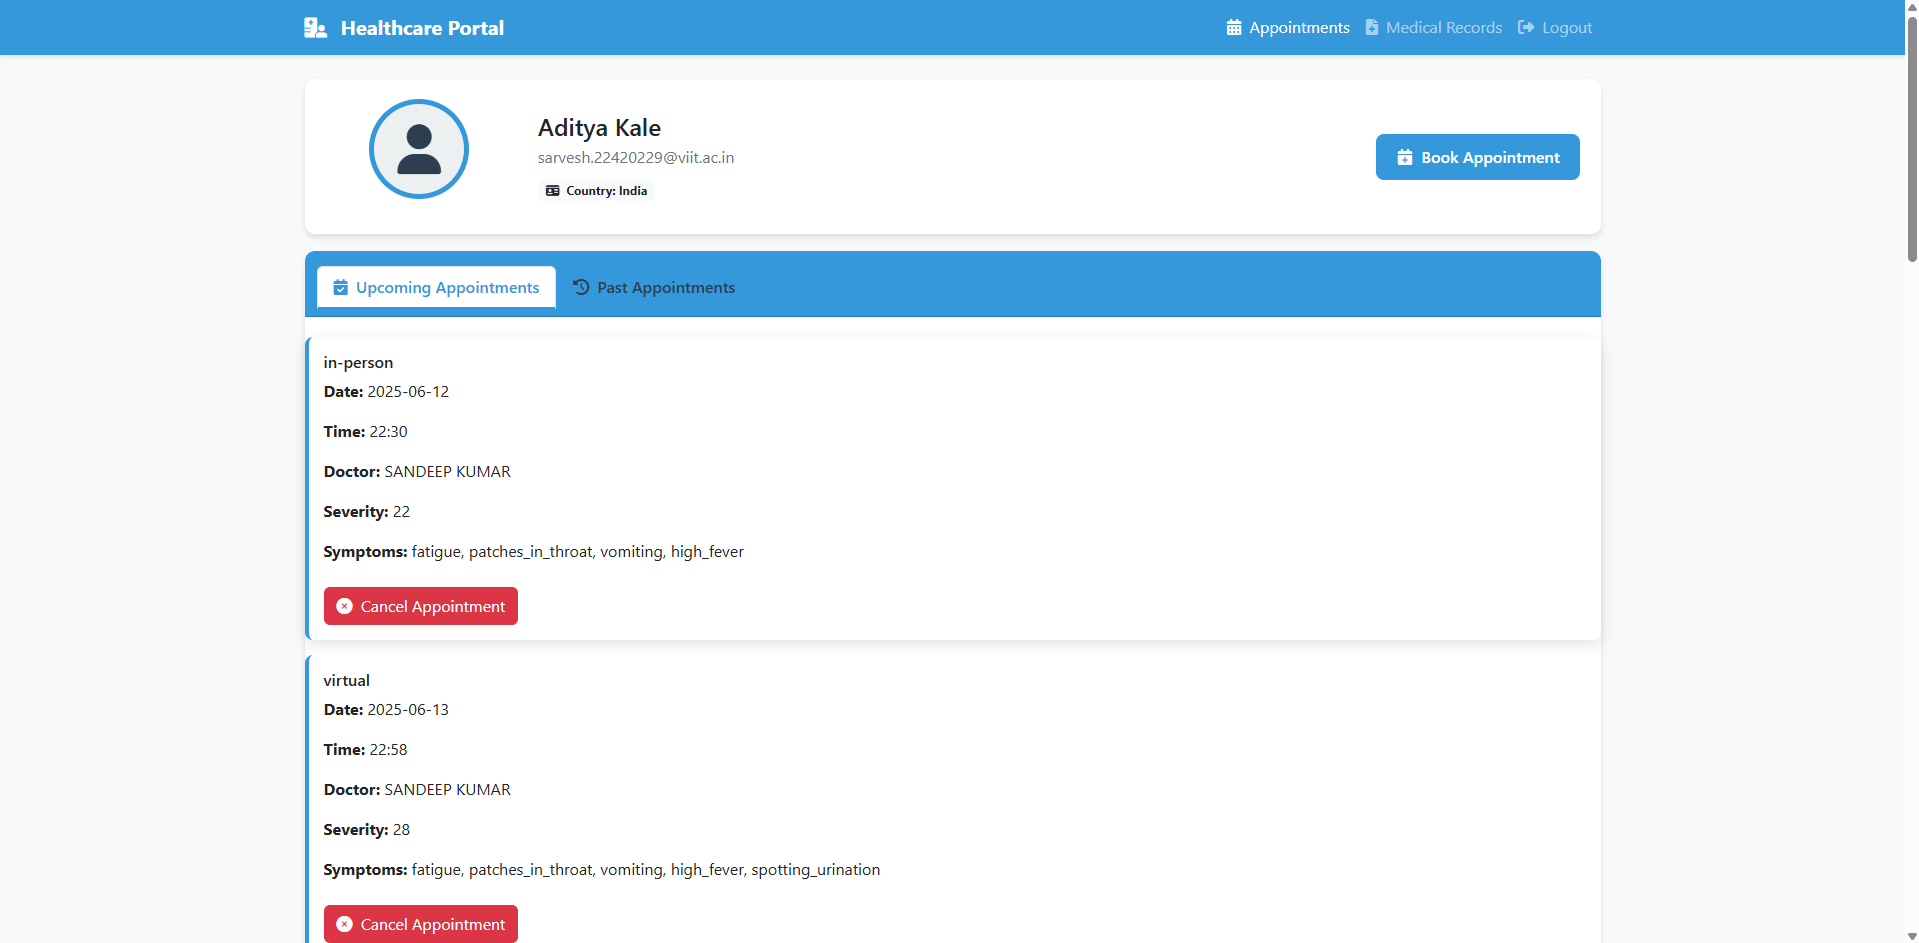 Healthcare Portal
Appointments Medical Records Logout
Aditya Kale
sarvesh.22420229@viit.ac.in
Country: India
Book Appointment
Upcoming Appointments Past Appointments
in-person
Date: 2025-06-12
Time: 22:30
Doctor: SANDEEP KUMAR
Severity: 22
Symptoms: fatigue, patches_in_throat, vomiting, high_fever
Cancel Appointment
virtual
Date: 2025-06-13
Time: 22:58
Doctor: SANDEEP KUMAR
Severity: 28
Symptoms: fatigue, patches_in_throat, vomiting, high_fever, spotting_urination
Cancel Appointment